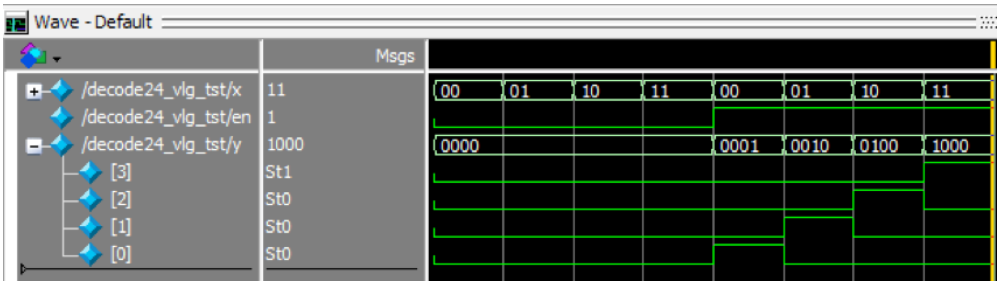 Wave - Default
Msgs
/decode24_vlg_tst/x 11 00 01 10 11 00 01 10 11
/decode24_vlg_tst/en 1
/decode24_vlg_tst/y 1000 0000 0001 0010 0100 1000
[3] St1
[2] St0
[1] St0
[0] St0